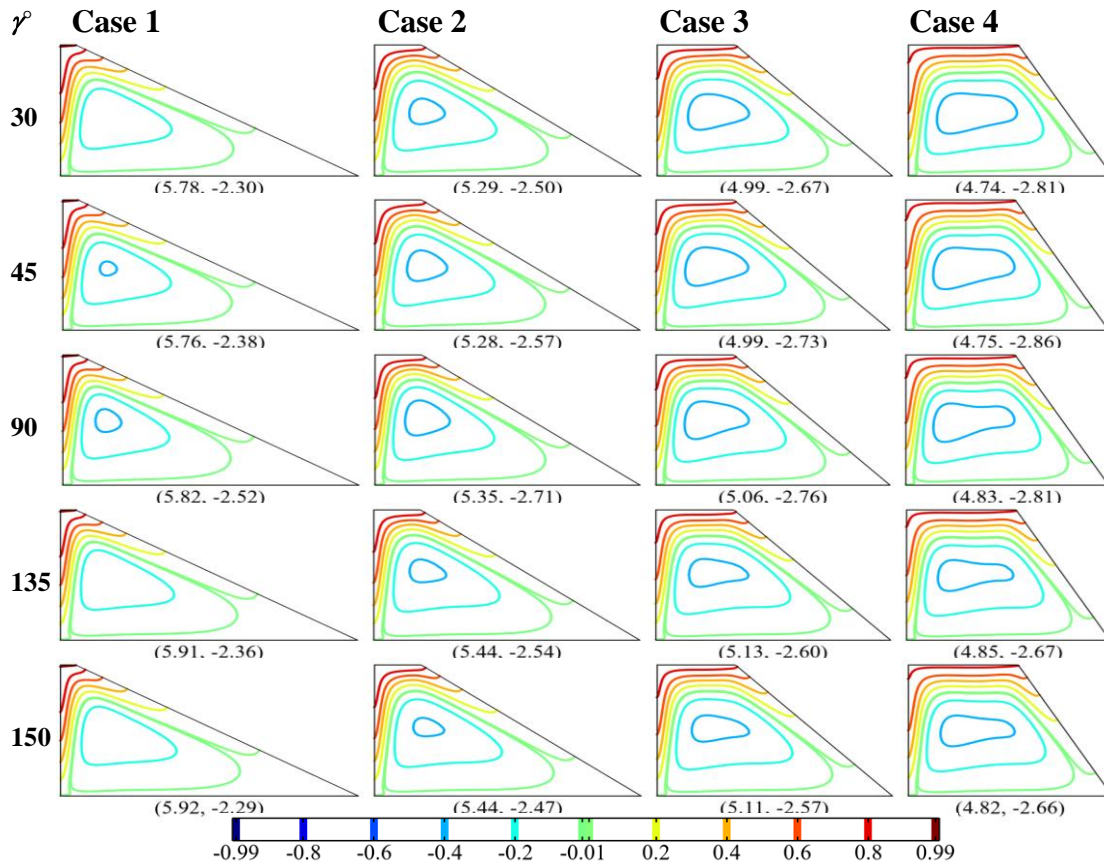 γ° Case 1 Case 2 Case 3 Case 4
30
(5.78, -2.30) (5.29, -2.50) (4.99, -2.67) (4.74, -2.81)
45
(5.76, -2.38) (5.28, -2.57) (4.99, -2.73) (4.75, -2.86)
90
(5.82, -2.52) (5.35, -2.71) (5.06, -2.76) (4.83, -2.81)
135
(5.91, -2.36) (5.44, -2.54) (5.13, -2.60) (4.85, -2.67)
150
(5.92, -2.29) (5.44, -2.47) (5.11, -2.57) (4.82, -2.66)
-0.99 -0.8 -0.6 -0.4 -0.2 -0.01 0.2 0.4 0.6 0.8 0.99